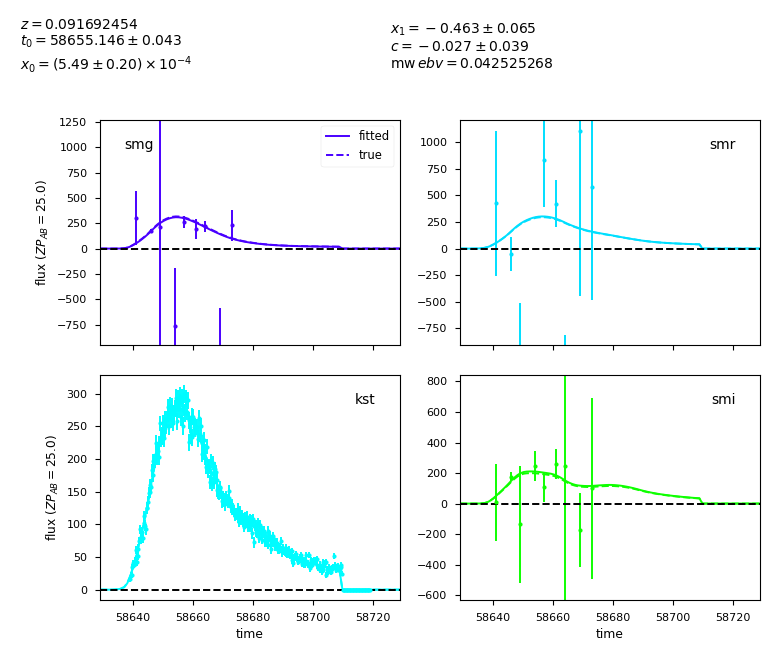 z = 0.091692454
t0 = 58655.146 ± 0.043
x0 = (5.49 ± 0.20) × 10^−4
x1 = −0.463 ± 0.065
c = −0.027 ± 0.039
mw ebv = 0.042525268
1250
1000
750
500
250
0
−250
−500
−750
flux (ZP_AB = 25.0)
smg
fitted
true
1000
750
500
250
0
−250
−500
−750
smr
300
250
200
150
100
50
0
flux (ZP_AB = 25.0)
kst
58640 58660 58680 58700 58720
time
800
600
400
200
0
−200
−400
−600
smi
58640 58660 58680 58700 58720
time